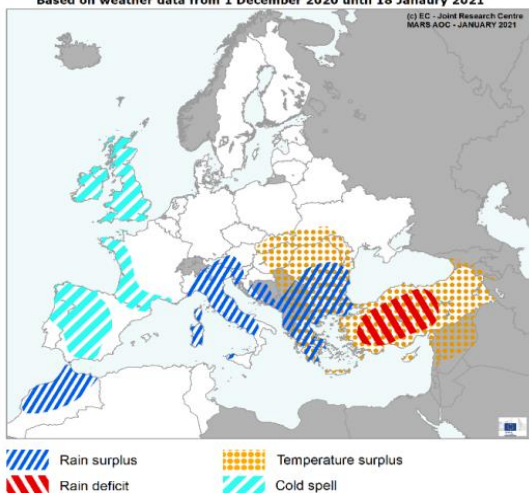 Based on weather data from 1 December 2020 until 18 Janaury 2021
(c) EC - Joint Research Centre
MARS AOC - JANUARY 2021
Rain surplus
Temperature surplus
Rain deficit
Cold spell